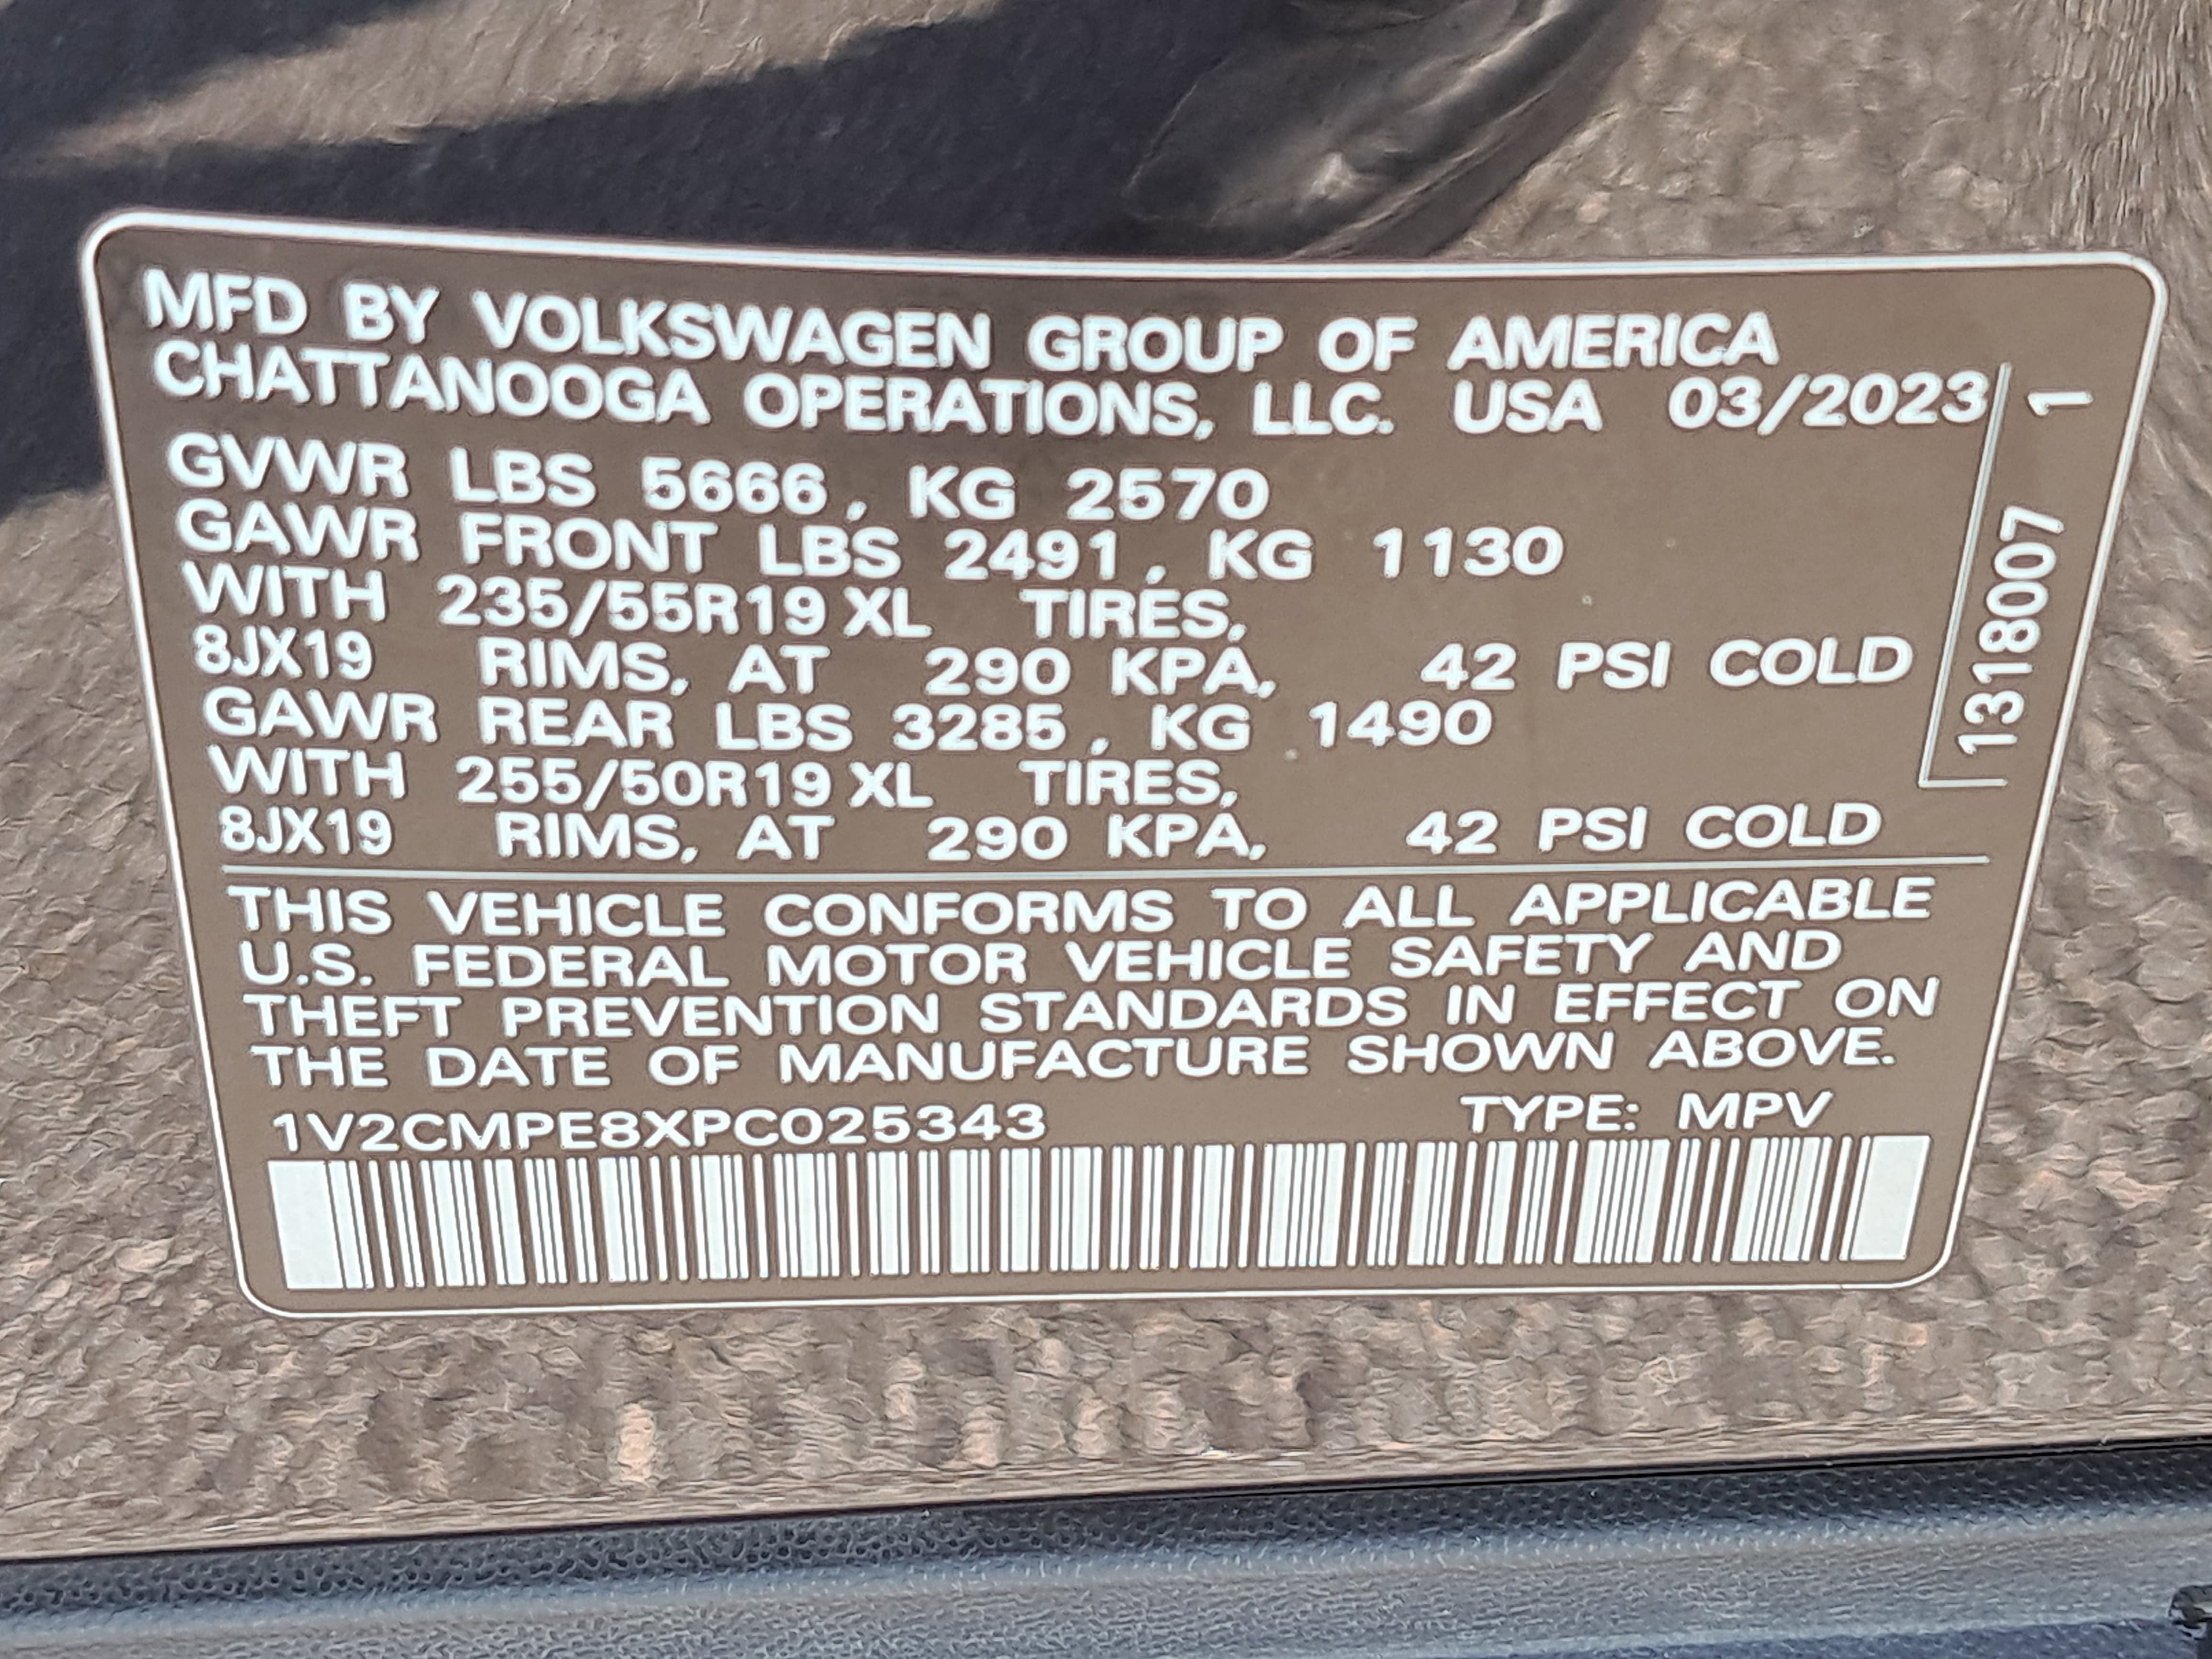 MFD BY VOLKSWAGEN GROUP OF AMERICA
CHATTANOOGA OPERATIONS, LLC. USA 03/2023
GVWR LBS 5666, KG 2570
GAWR FRONT LBS 2491, KG 1130
WITH 235/55R19 XL TIRES,
8JX19 RIMS, AT 290 KPA, 42 PSI COLD
GAWR REAR LBS 3285, KG 1490
WITH 255/50R19 XL TIRES,
8JX19 RIMS, AT 290 KPA, 42 PSI COLD
1318007 1
THIS VEHICLE CONFORMS TO ALL APPLICABLE
U.S. FEDERAL MOTOR VEHICLE SAFETY AND
THEFT PREVENTION STANDARDS IN EFFECT ON
THE DATE OF MANUFACTURE SHOWN ABOVE.
1V2CMPE8XPC025343 TYPE: MPV